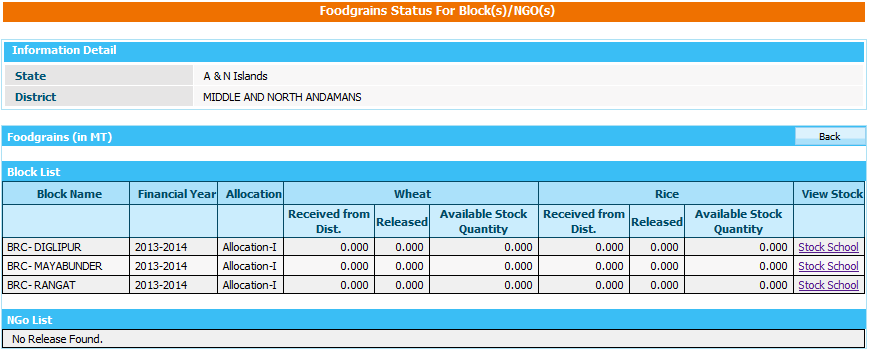 Foodgrains Status For Block(s)/NGO(s)
Information Detail
State A & N Islands
District MIDDLE AND NORTH ANDAMANS
Foodgrains (in MT) Back
Block List
Block Name Financial Year Allocation Wheat Rice View Stock
Received from Dist. Released Available Stock Quantity Received from Dist. Released Available Stock Quantity
BRC- DIGLIPUR 2013-2014 Allocation-I 0.000 0.000 0.000 0.000 0.000 0.000 Stock School
BRC- MAYABUNDER 2013-2014 Allocation-I 0.000 0.000 0.000 0.000 0.000 0.000 Stock School
BRC- RANGAT 2013-2014 Allocation-I 0.000 0.000 0.000 0.000 0.000 0.000 Stock School
NGo List
No Release Found.